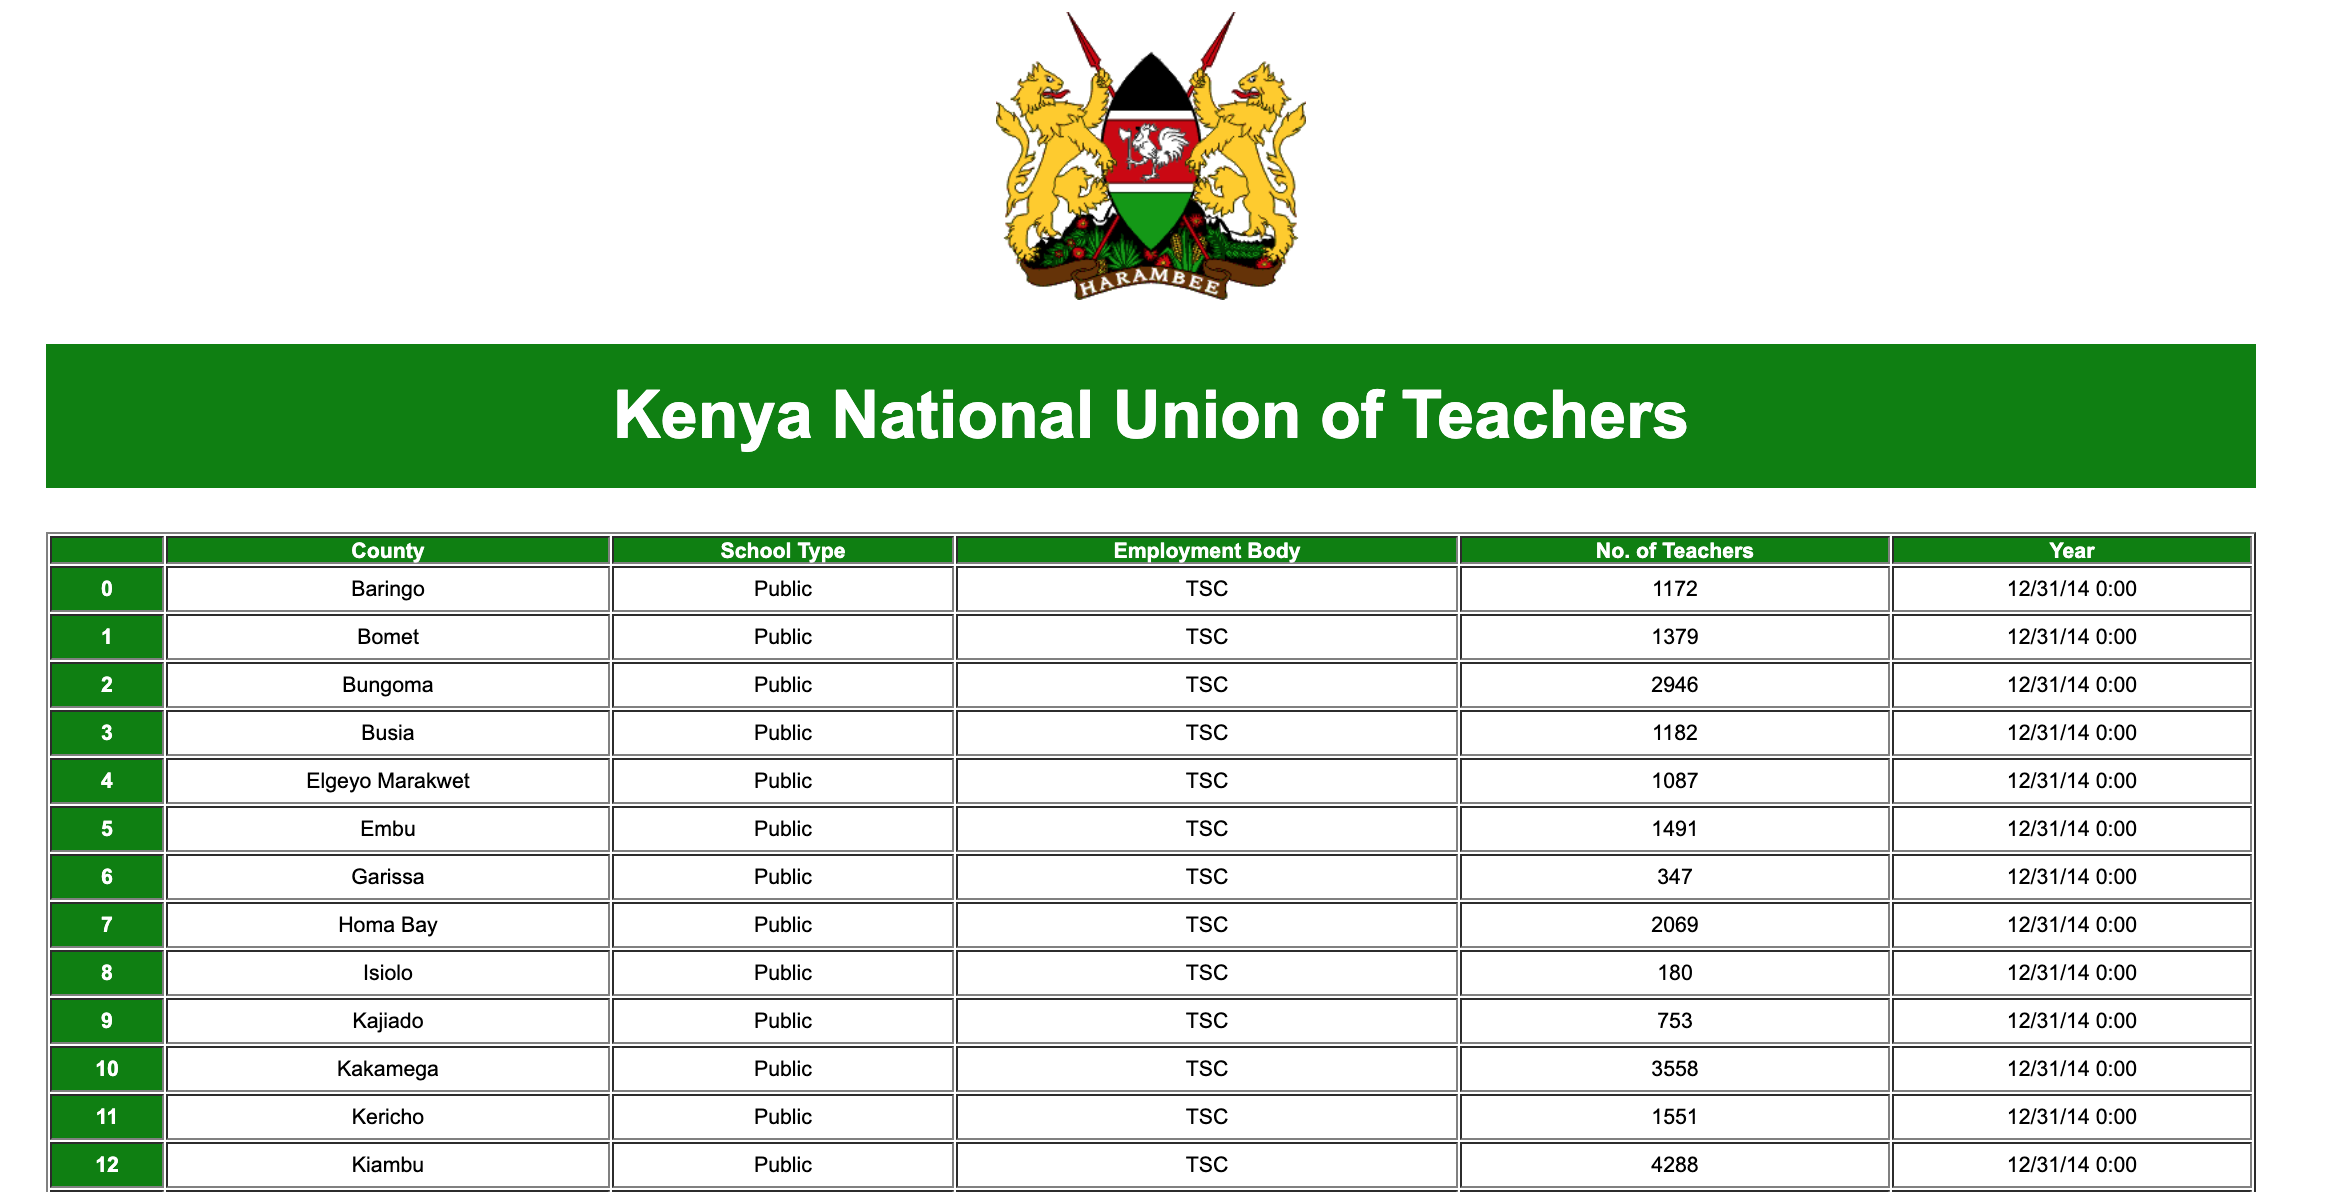 HARAMBEE
Kenya National Union of Teachers
County School Type Employment Body No. of Teachers Year
0 Baringo Public TSC 1172 12/31/14 0:00
1 Bomet Public TSC 1379 12/31/14 0:00
2 Bungoma Public TSC 2946 12/31/14 0:00
3 Busia Public TSC 1182 12/31/14 0:00
4 Elgeyo Marakwet Public TSC 1087 12/31/14 0:00
5 Embu Public TSC 1491 12/31/14 0:00
6 Garissa Public TSC 347 12/31/14 0:00
7 Homa Bay Public TSC 2069 12/31/14 0:00
8 Isiolo Public TSC 180 12/31/14 0:00
9 Kajiado Public TSC 753 12/31/14 0:00
10 Kakamega Public TSC 3558 12/31/14 0:00
11 Kericho Public TSC 1551 12/31/14 0:00
12 Kiambu Public TSC 4288 12/31/14 0:00